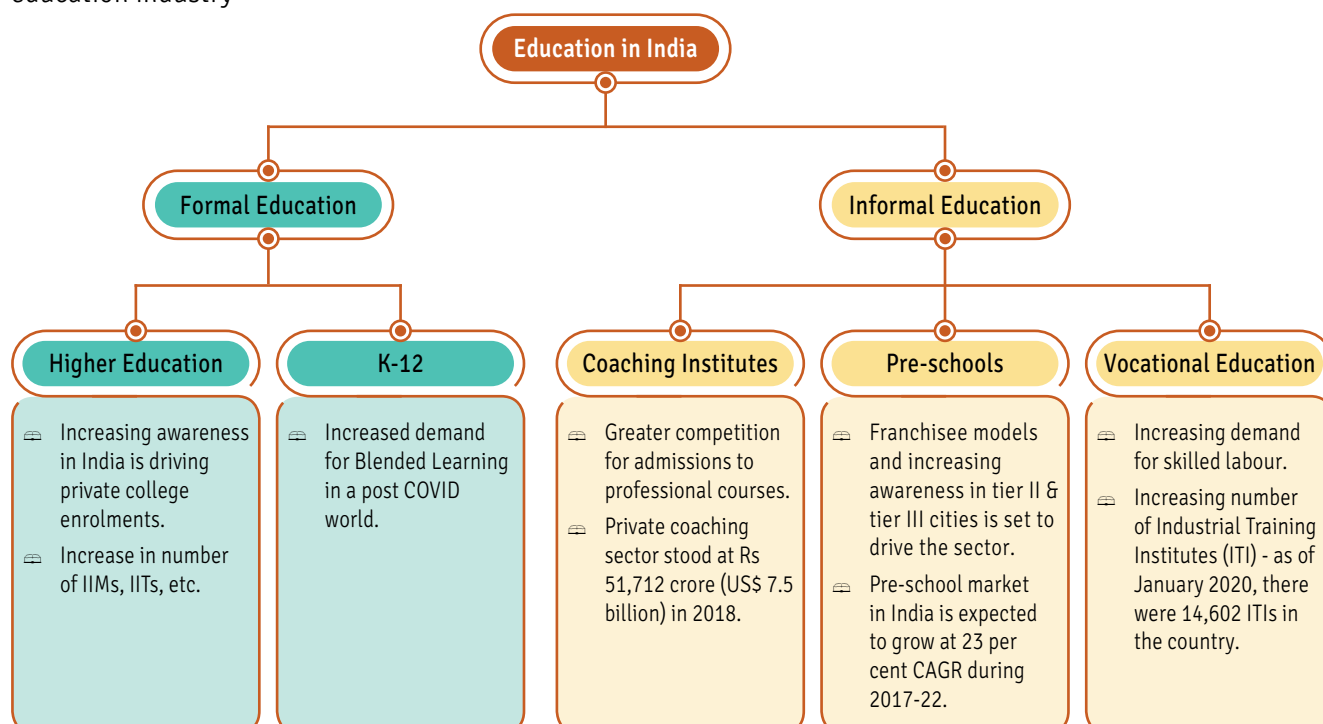 education industry
Education in India
Formal Education
Informal Education
Higher Education
Increasing awareness
in India is driving
private college
enrolments.
Increase in number
of IIMs, IITs, etc.
K-12
Increased demand
for Blended Learning
in a post COVID
world.
Coaching Institutes
Greater competition
for admissions to
professional courses.
Private coaching
sector stood at Rs
51,712 crore (US$ 7.5
billion) in 2018.
Pre-schools
Franchisee models
and increasing
awareness in tier II &
tier III cities is set to
drive the sector.
Pre-school market
in India is expected
to grow at 23 per
cent CAGR during
2017-22.
Vocational Education
Increasing demand
for skilled labour.
Increasing number
of Industrial Training
Institutes (ITI) - as of
January 2020, there
were 14,602 ITIs in
the country.